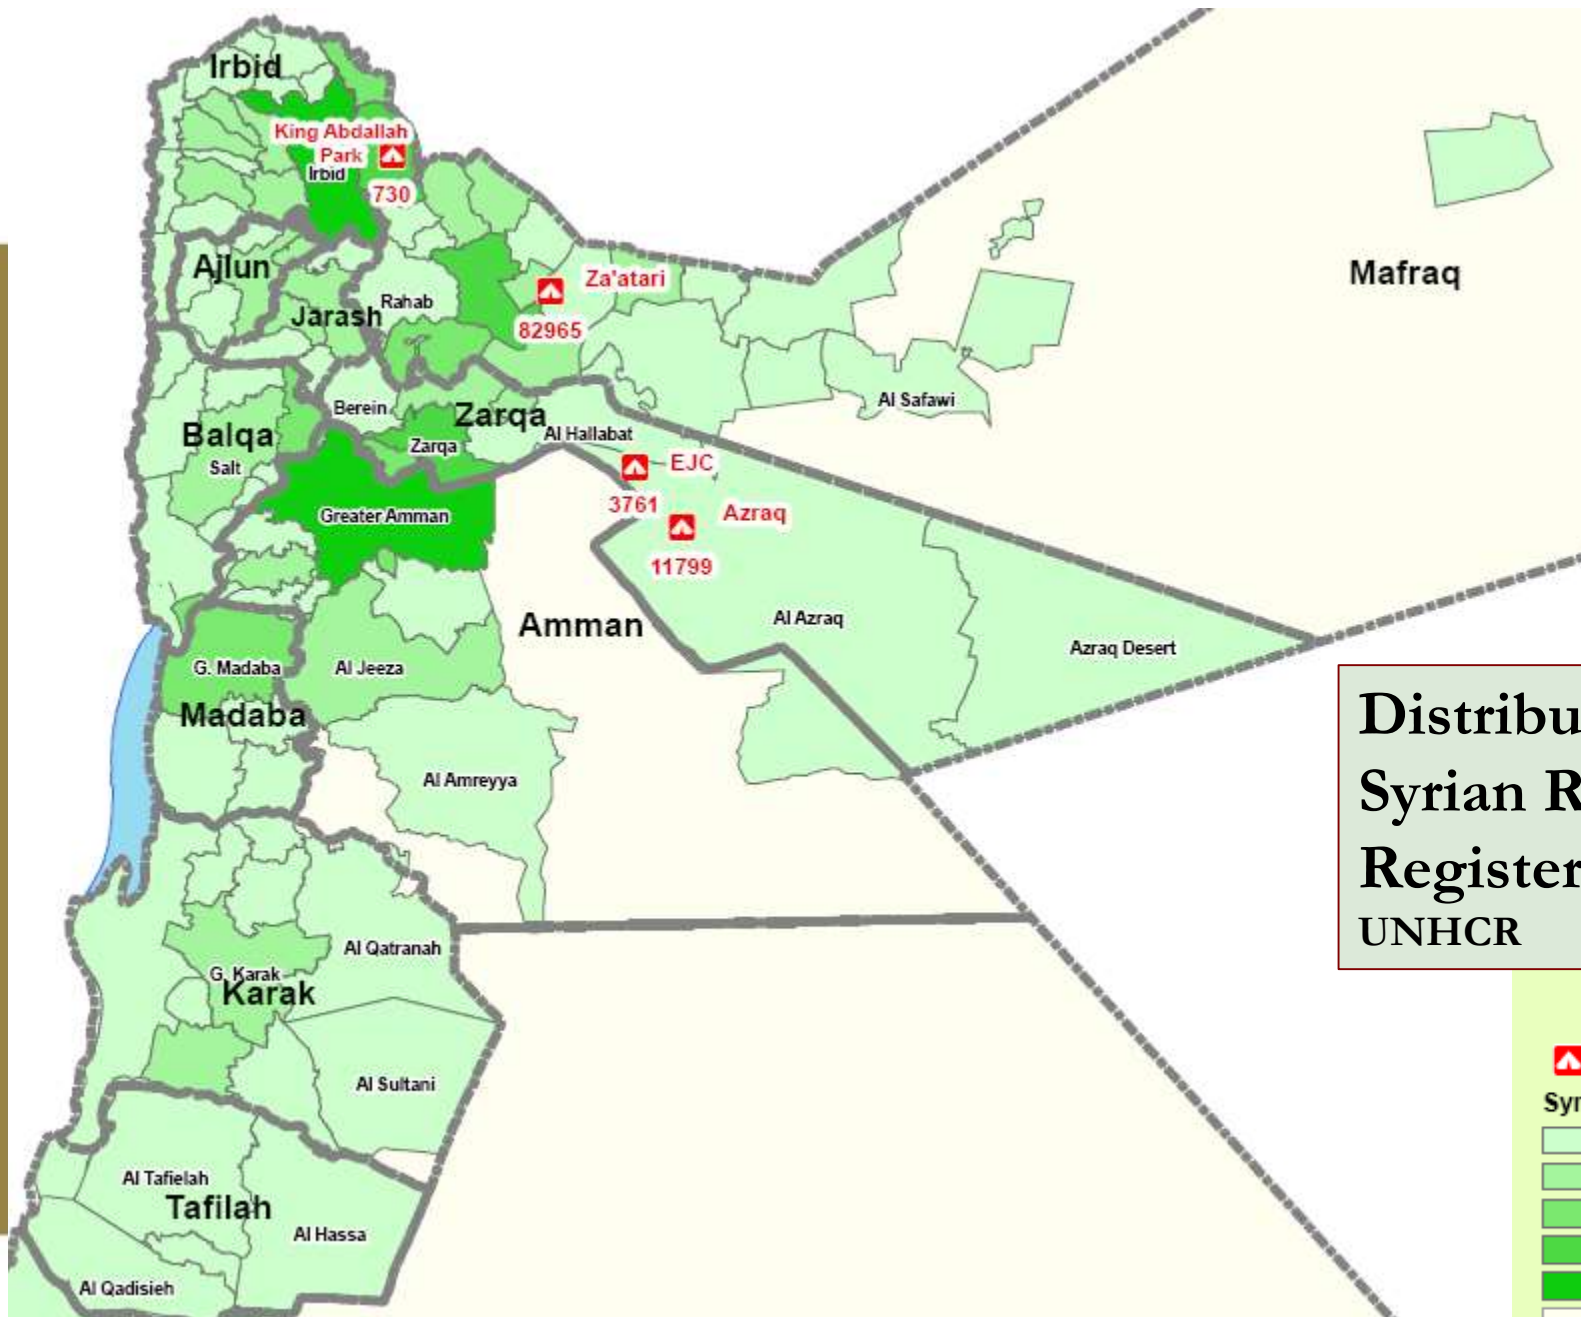 Irbid
King Abdallah
Park
Irbid
730
Ajlun
Jarash
Rahab
Za'atari
82965
Mafraq
Al Safawi
Berein
Zarqa
Zarqa
Al Hallabat
Balqa
Salt
EJC
3761
Azraq
11799
Greater Amman
Amman
Al Azraq
Azraq Desert
G. Madaba
Al Jeeza
Madaba
Al Amreyya
Distribu
Syrian R
Register
UNHCR
Al Qatranah
G. Karak
Karak
Al Sultani
Syr
Al Tafielah
Tafilah
Al Hassa
Al Qadisieh